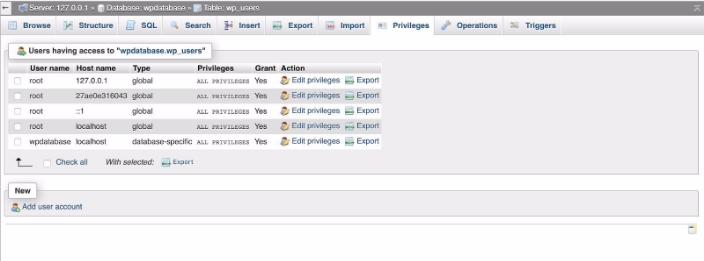 Server: 127.0.0.1 » Database: wpdatabase » Table: wp_users
Browse Structure SQL Search Insert Export Import Privileges Operations Triggers
Users having access to "wpdatabase.wp_users"
User name Host name Type Privileges Grant Action
root 127.0.0.1 global ALL PRIVILEGES Yes Edit privileges Export
root 27ae0e316043 global ALL PRIVILEGES Yes Edit privileges Export
root ::1 global ALL PRIVILEGES Yes Edit privileges Export
root localhost global ALL PRIVILEGES Yes Edit privileges Export
wpdatabase localhost database-specific ALL PRIVILEGES Yes Edit privileges Export
Check all With selected: Export
New
Add user account